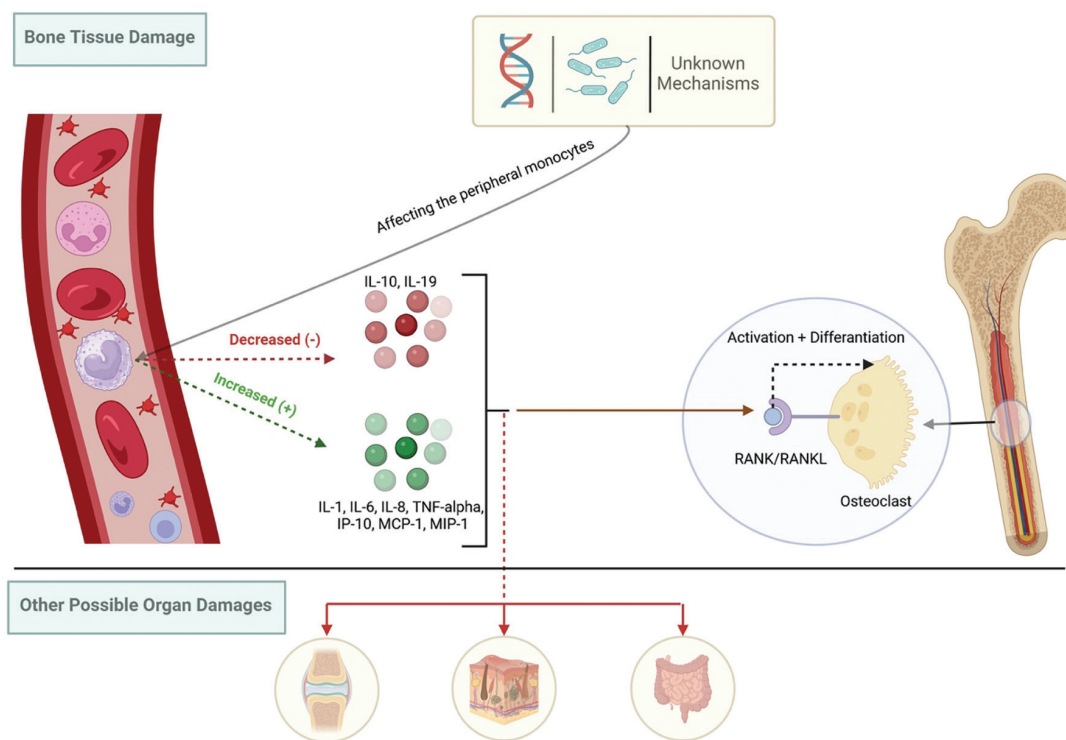 Bone Tissue Damage
Unknown
Mechanisms
Affecting the peripheral monocytes
IL-10, IL-19
Decreased (-)
Increased (+)
IL-1, IL-6, IL-8, TNF-alpha,
IP-10, MCP-1, MIP-1
Activation + Differentiation
RANK/RANKL
Osteoclast
Other Possible Organ Damages